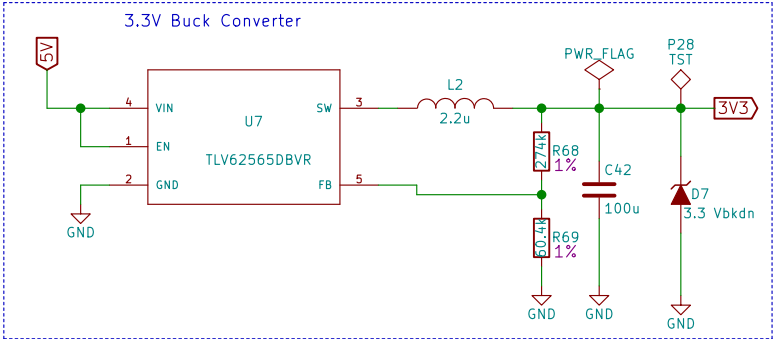 3.3V Buck Converter
5V
PWR_FLAG
P28
TST
4
VIN
U7
SW
3
L2
2.2u
3V3
1
EN
TLV62565DBVR
274k
R68
1%
2
GND
FB
5
C42
100u
D7
3.3 Vbkdn
GND
60.4k
R69
1%
GND
GND
GND